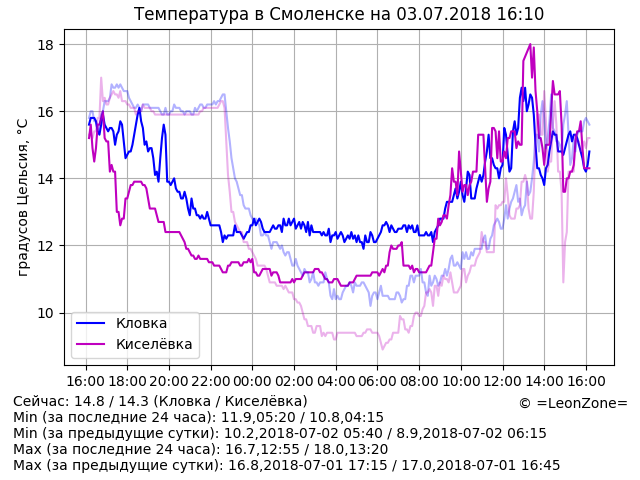 Температура в Смоленске на 03.07.2018 16:10
18
16
14
12
10
градусов Цельсия, °C
Кловка
Киселёвка
16:00 18:00 20:00 22:00 00:00 02:00 04:00 06:00 08:00 10:00 12:00 14:00 16:00
Сейчас: 14.8 / 14.3 (Кловка / Киселёвка)
© =LeonZone=
Min (за последние 24 часа): 11.9,05:20 / 10.8,04:15
Min (за предыдущие сутки): 10.2,2018-07-02 05:40 / 8.9,2018-07-02 06:15
Max (за последние 24 часа): 16.7,12:55 / 18.0,13:20
Max (за предыдущие сутки): 16.8,2018-07-01 17:15 / 17.0,2018-07-01 16:45